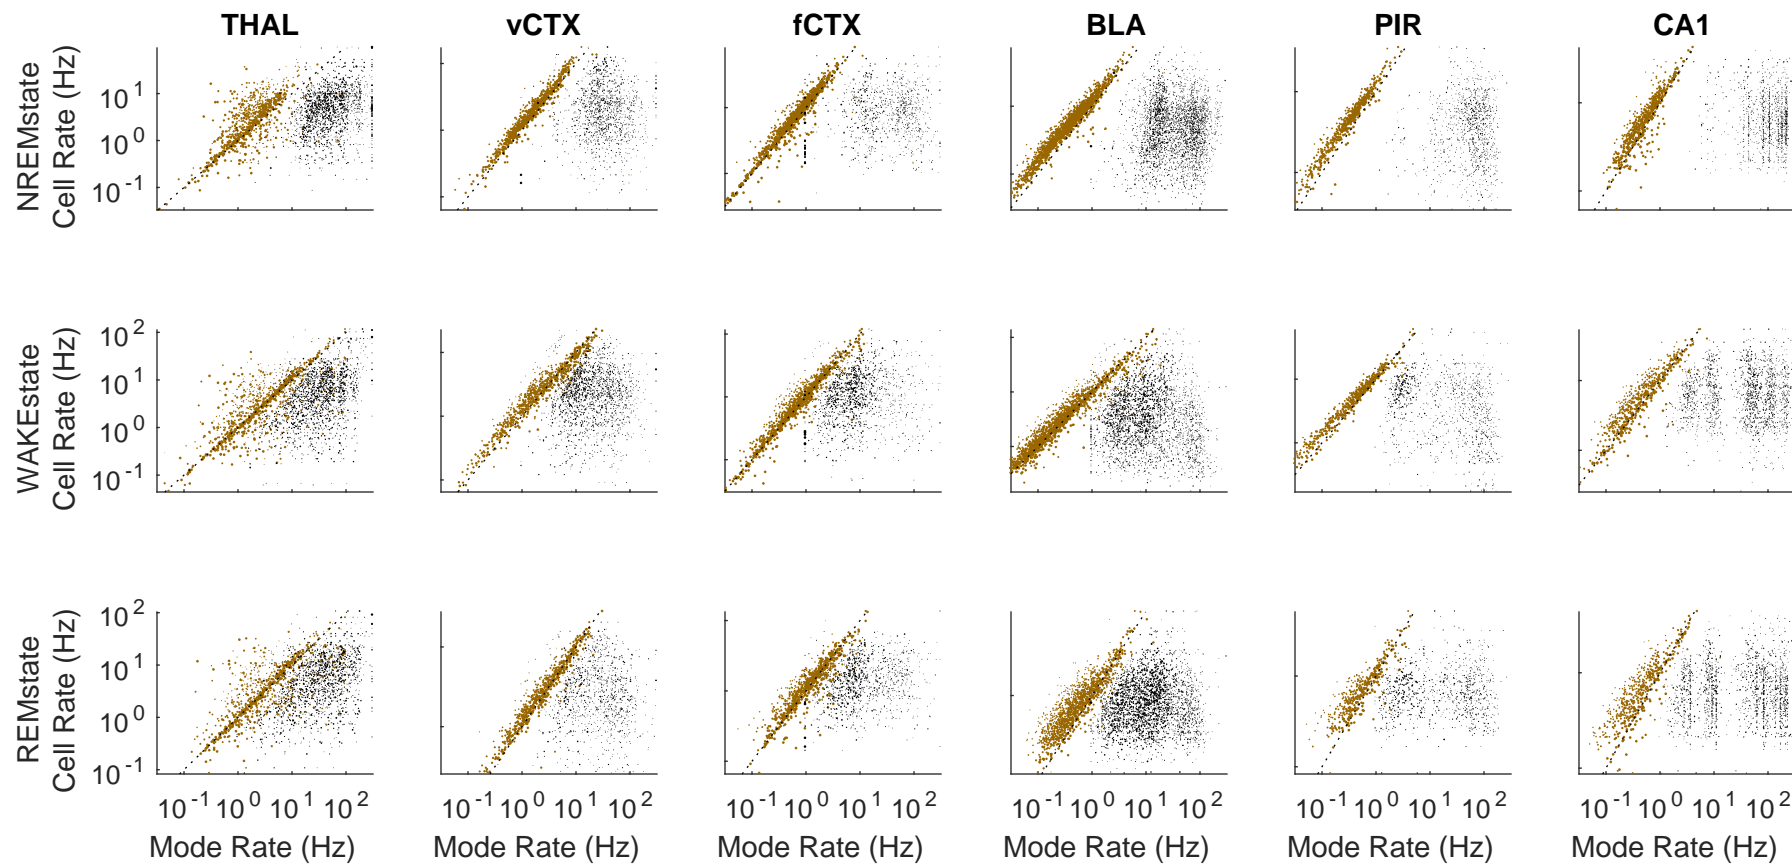 THAL vCTX fCTX BLA PIR CA1
NREMstate
Cell Rate (Hz)
10^1
10^0
10^-1
WAKEstate
Cell Rate (Hz)
10^2
10^1
10^0
10^-1
REMstate
Cell Rate (Hz)
10^2
10^1
10^0
10^-1
10^-1 10^0 10^1 10^2 10^-1 10^0 10^1 10^2 10^-1 10^0 10^1 10^2 10^-1 10^0 10^1 10^2 10^-1 10^0 10^1 10^2 10^-1 10^0 10^1 10^2
Mode Rate (Hz) Mode Rate (Hz) Mode Rate (Hz) Mode Rate (Hz) Mode Rate (Hz) Mode Rate (Hz)